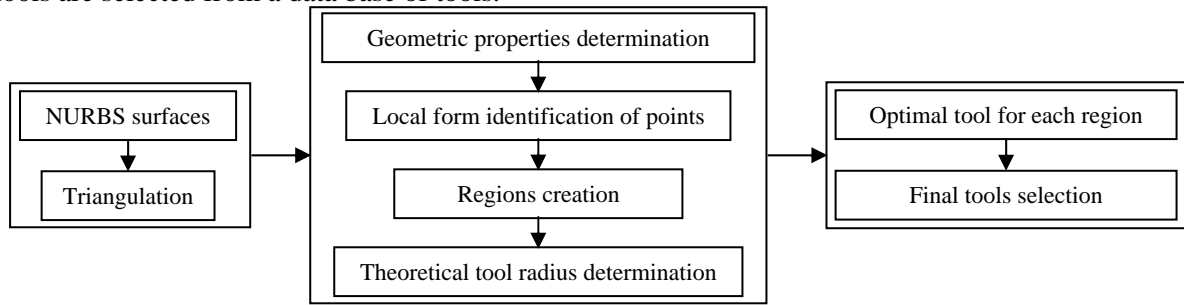 tools are selected from a data base of tools.
NURBS surfaces
Triangulation
Geometric properties determination
Local form identification of points
Regions creation
Theoretical tool radius determination
Optimal tool for each region
Final tools selection